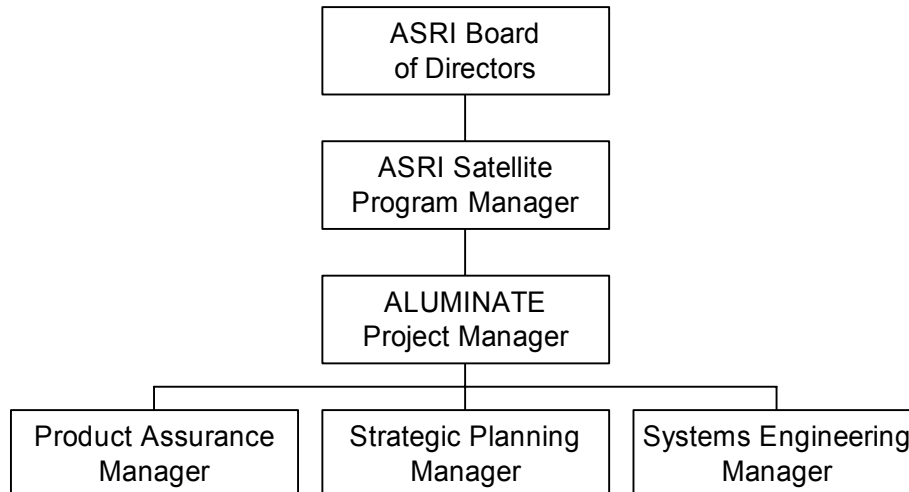 ASRI Board
of Directors
ASRI Satellite
Program Manager
ALUMINATE
Project Manager
Product Assurance
Manager
Strategic Planning
Manager
Systems Engineering
Manager